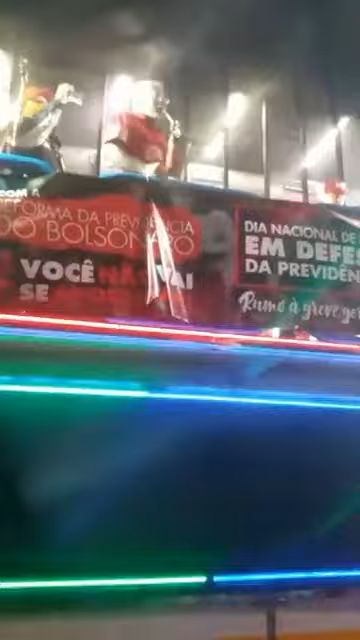 REFORMA DA PREVIDÊNCIA
DO BOLSONARO
VOCÊ NÃO VAI
SE
DIA NACIONAL DE
EM DEFES
DA PREVIDÊN
Rumo à greve ger